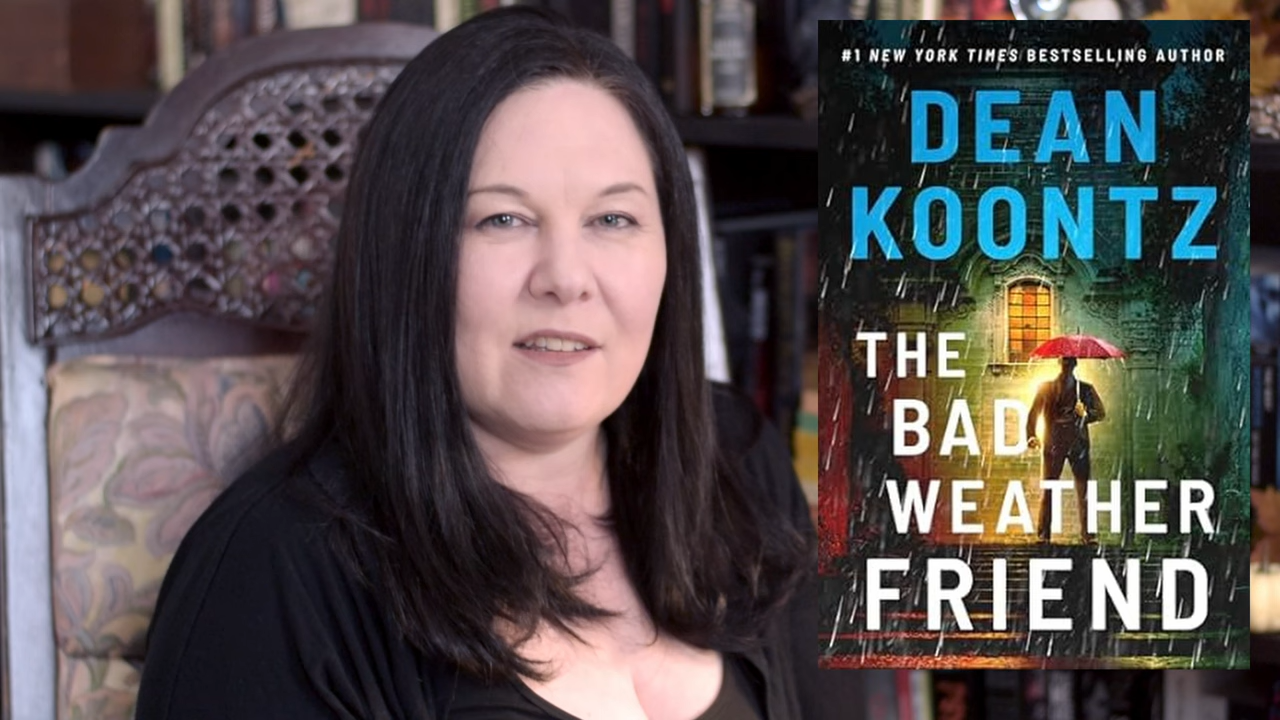 #1 NEW YORK TIMES BESTSELLING AUTHOR
DEAN
KOONTZ
THE
BAD
WEATHER
FRIEND